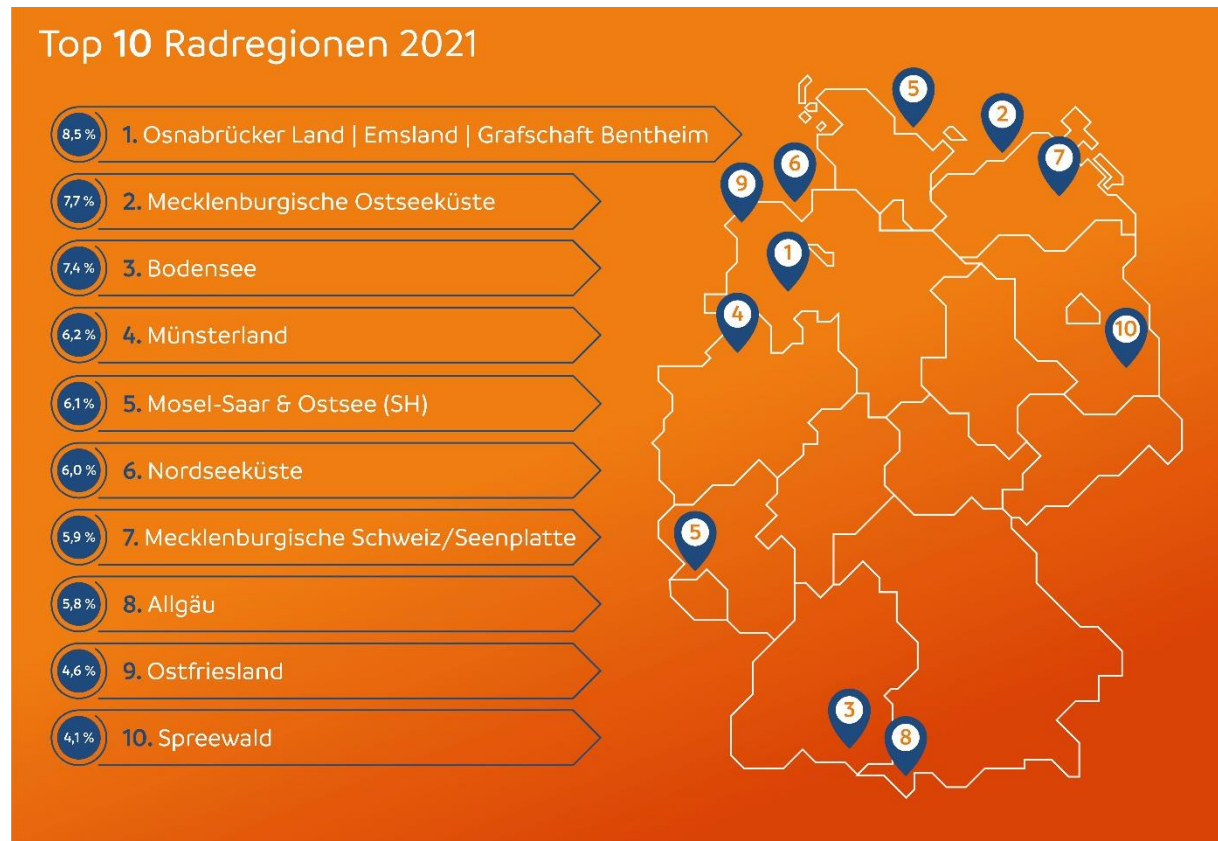 Top 10 Radregionen 2021
8,5 % 1. Osnabrücker Land | Emsland | Grafschaft Bentheim
7,7 % 2. Mecklenburgische Ostseeküste
7,4 % 3. Bodensee
6,2 % 4. Münsterland
6,1 % 5. Mosel-Saar & Ostsee (SH)
6,0 % 6. Nordseeküste
5,9 % 7. Mecklenburgische Schweiz/Seenplatte
5,8 % 8. Allgäu
4,6 % 9. Ostfriesland
4,1 % 10. Spreewald
5
2
7
6
9
1
4
10
5
3
8